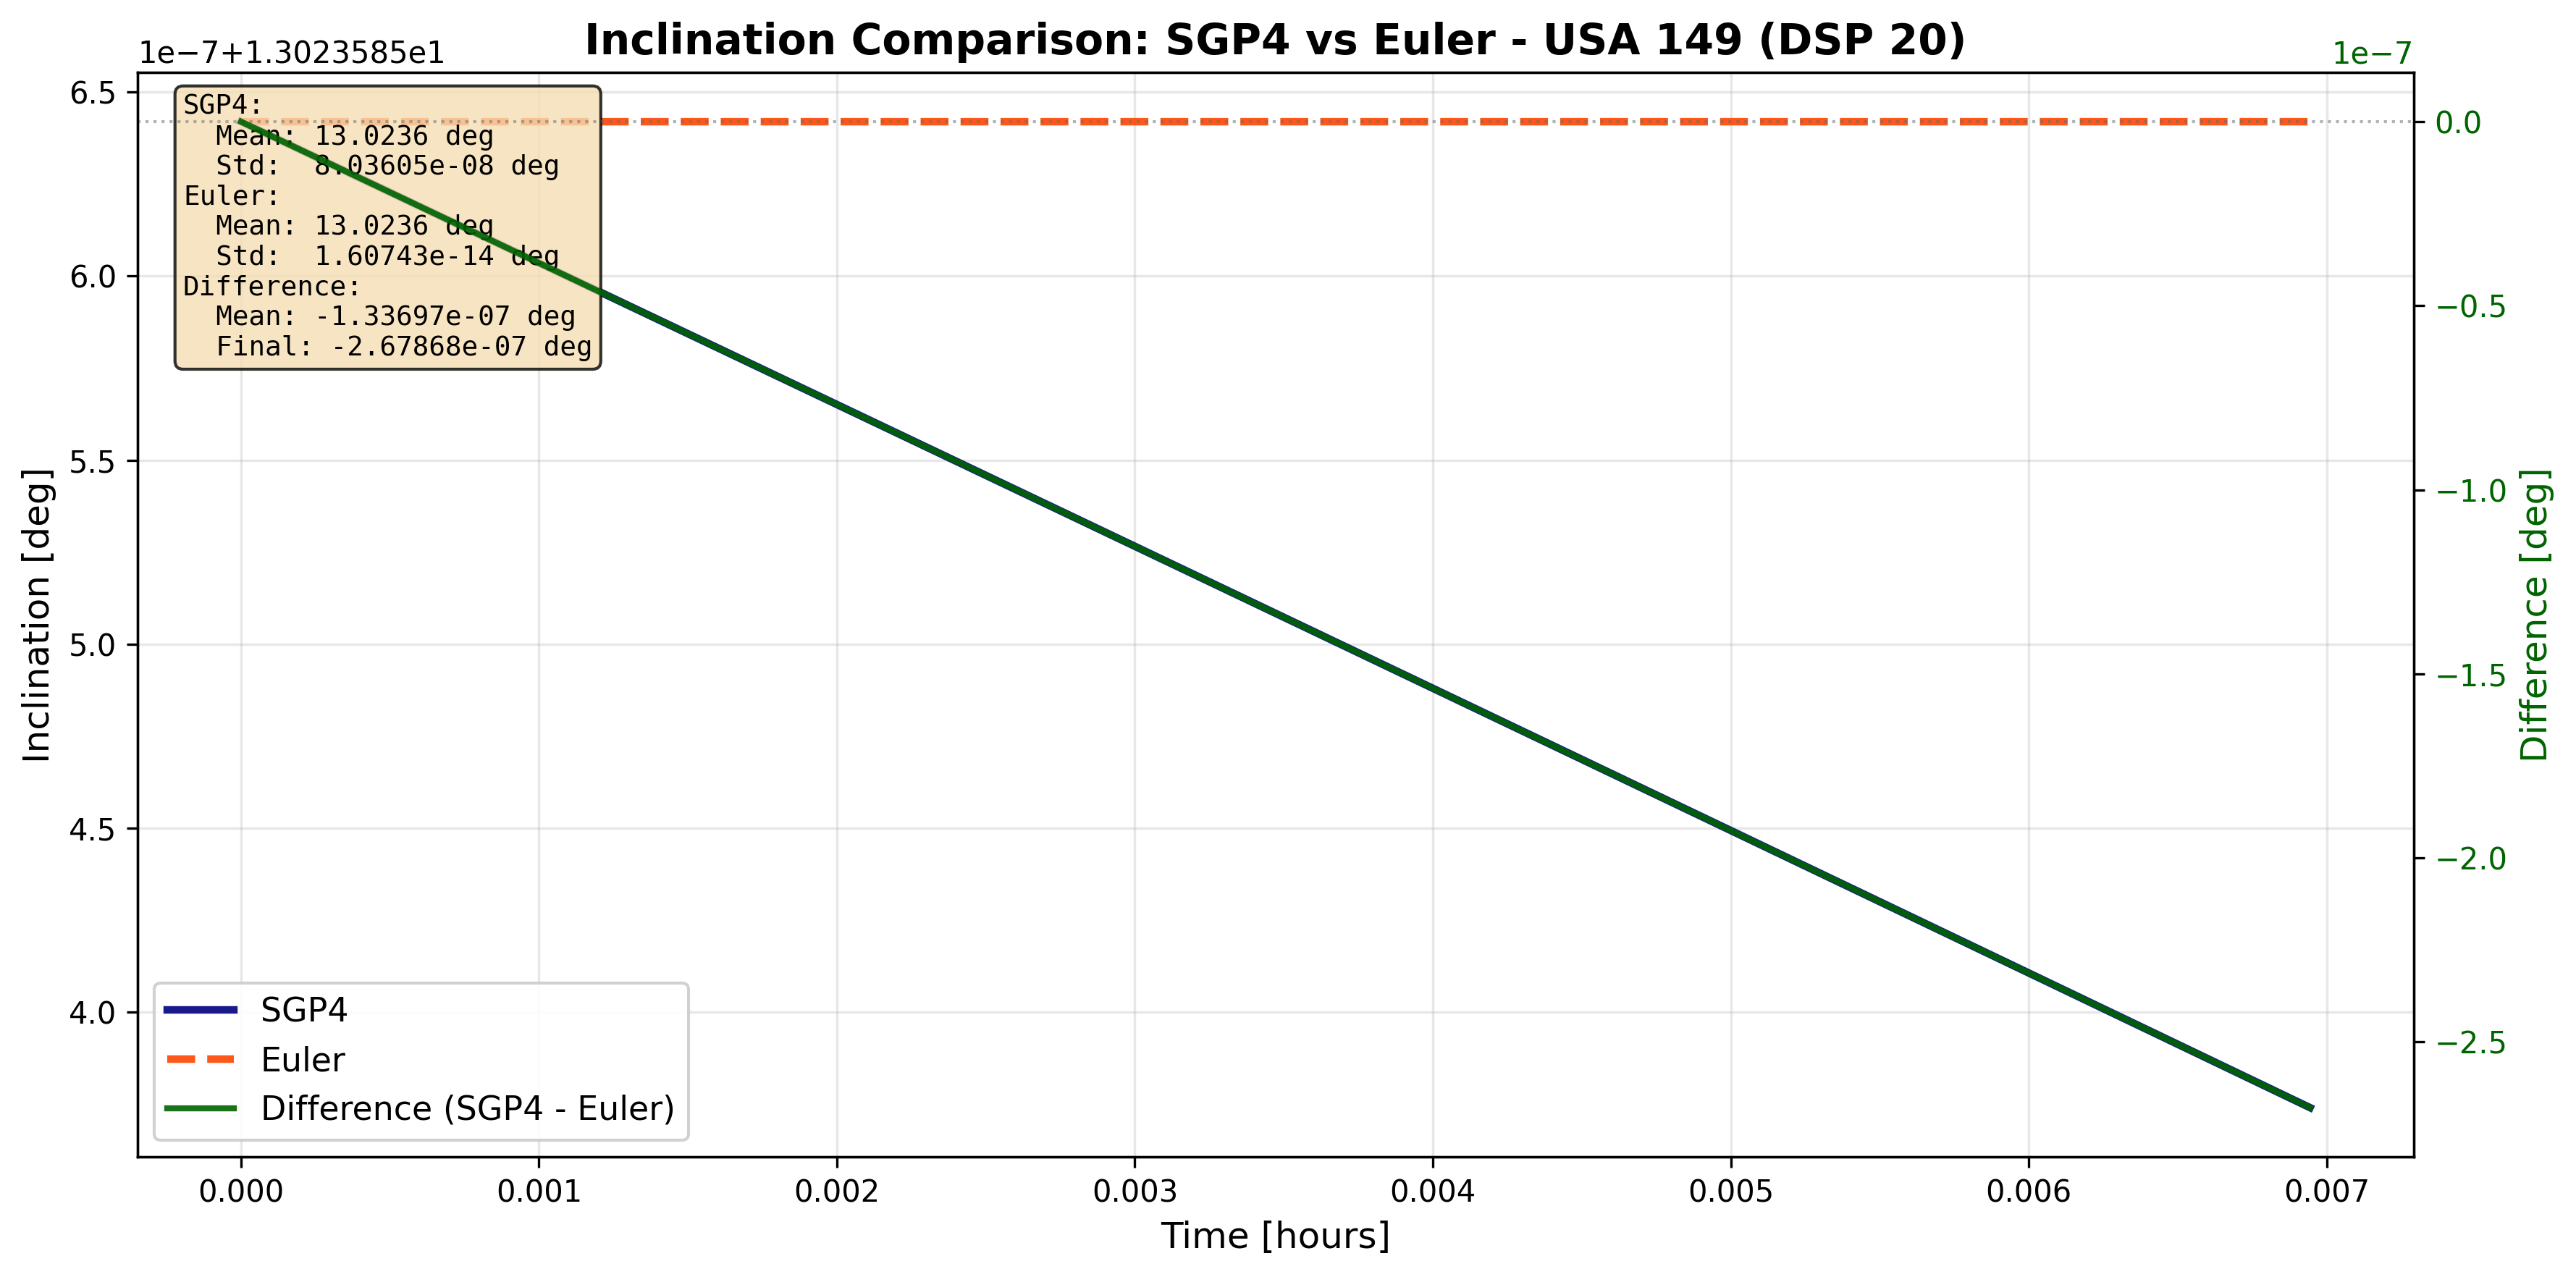 Inclination Comparison: SGP4 vs Euler - USA 149 (DSP 20)
1e−7+1.3023585e1
1e−7
SGP4:
Mean: 13.0236 deg
Std: 8.03605e-08 deg
Euler:
Mean: 13.0236 deg
Std: 1.60743e-14 deg
Difference:
Mean: -1.33697e-07 deg
Final: -2.67868e-07 deg
6.5
6.0
5.5
5.0
4.5
4.0
Inclination [deg]
0.0
−0.5
−1.0
−1.5
−2.0
−2.5
Difference [deg]
SGP4
Euler
Difference (SGP4 - Euler)
0.000
0.001
0.002
0.003
0.004
0.005
0.006
0.007
Time [hours]